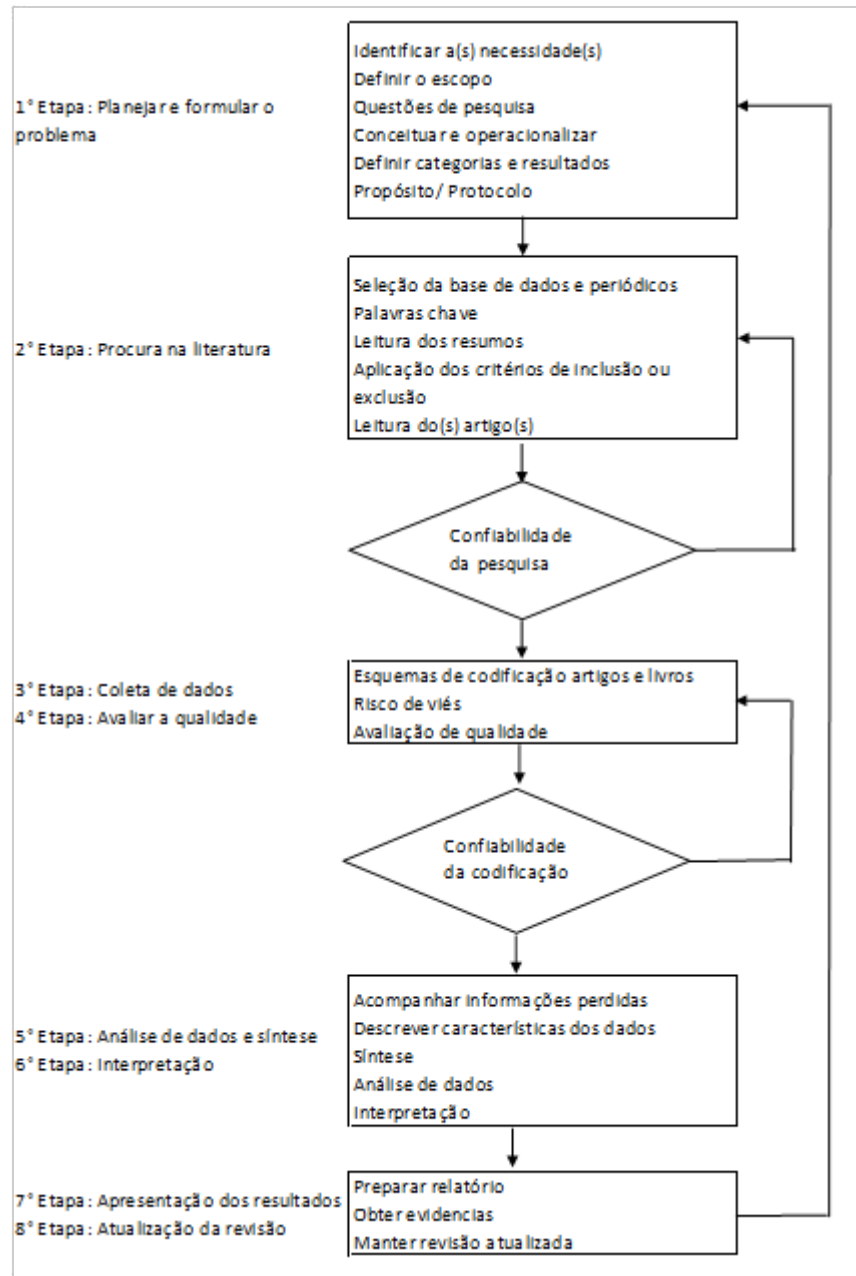 1° Etapa: Planejar e formular o
problema
Identificar a(s) necessidade(s)
Definir o escopo
Questões de pesquisa
Conceituar e operacionalizar
Definir categorias e resultados
Propósito/ Protocolo
2° Etapa: Procura na literatura
Seleção da base de dados e periódicos
Palavras chave
Leitura dos resumos
Aplicação dos critérios de inclusão ou
exclusão
Leitura do(s) artigo(s)
Confiabilidade
da pesquisa
3° Etapa: Coleta de dados
4° Etapa: Avaliar a qualidade
Esquemas de codificação artigos e livros
Risco de viés
Avaliação de qualidade
Confiabilidade
da codificação
5° Etapa: Análise de dados e síntese
6° Etapa: Interpretação
Acompanhar informações perdidas
Descrever características dos dados
Síntese
Análise de dados
Interpretação
7° Etapa: Apresentação dos resultados
8° Etapa: Atualização da revisão
Preparar relatório
Obter evidencias
Manter revisão atualizada